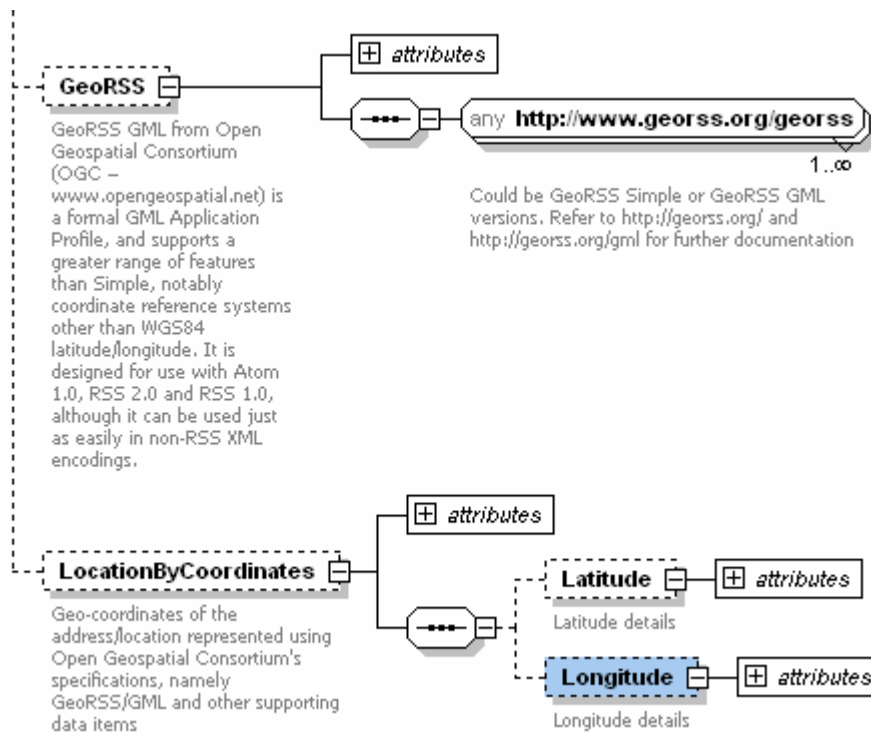 attributes
GeoRSS
any http://www.georss.org/georss
1..∞
GeoRSS GML from Open
Geospatial Consortium
(OGC –
www.opengeospatial.net) is
a formal GML Application
Profile, and supports a
greater range of features
than Simple, notably
coordinate reference systems
other than WGS84
latitude/longitude. It is
designed for use with Atom
1.0, RSS 2.0 and RSS 1.0,
although it can be used just
as easily in non-RSS XML
encodings.
Could be GeoRSS Simple or GeoRSS GML
versions. Refer to http://georss.org/ and
http://georss.org/gml for further documentation
attributes
LocationByCoordinates
Geo-coordinates of the
address/location represented using
Open Geospatial Consortium's
specifications, namely
GeoRSS/GML and other supporting
data items
Latitude
attributes
Latitude details
Longitude
attributes
Longitude details